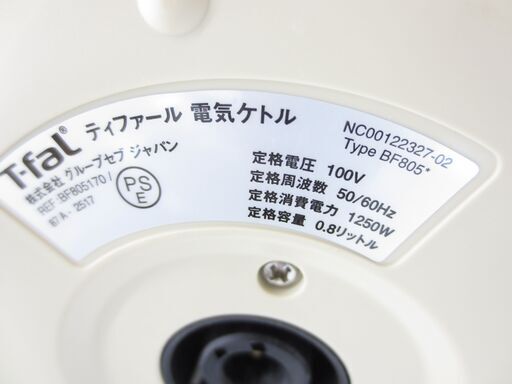 T-faL® ティファール 電気ケトル
株式会社 グループセブ ジャパン
REF: BF805170 /
67A - 2517
PS
E
NC00122327-02
Type BF805*
定格電圧 100V
定格周波数 50/60Hz
定格消費電力 1250W
定格容量 0.8リットル